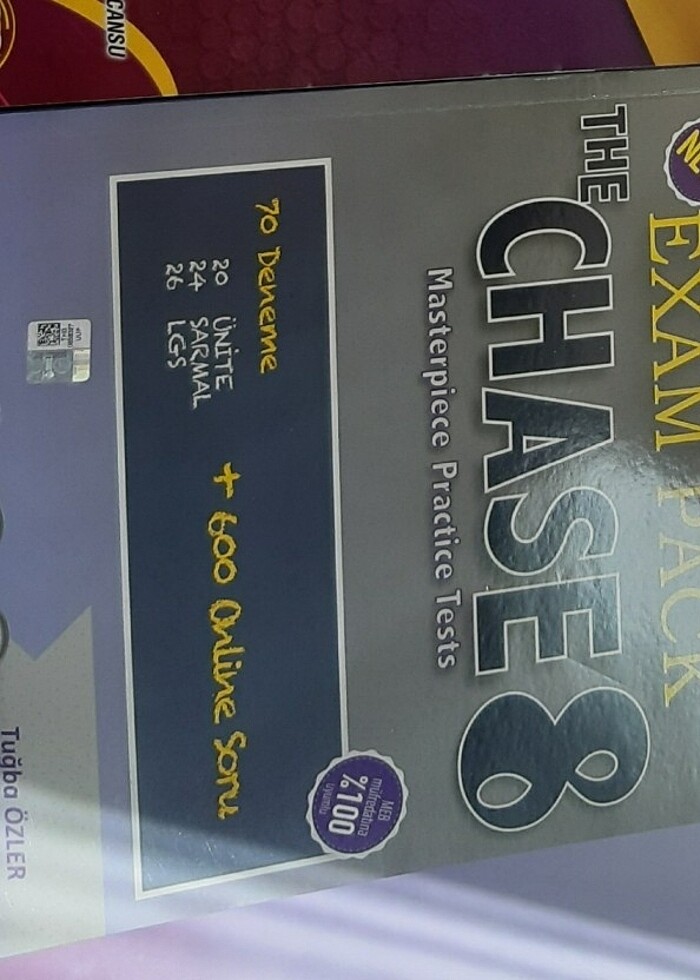 CANSU
EXAM PACK
THE
CHASE 8
Masterpiece Practice Tests
70 Deneme
20 ÜNİTE
24 SARMAL
26 LGS
+ 600 Online Soru
MEB
müfredatına
%100
uyumlu
Tuğba ÖZLER